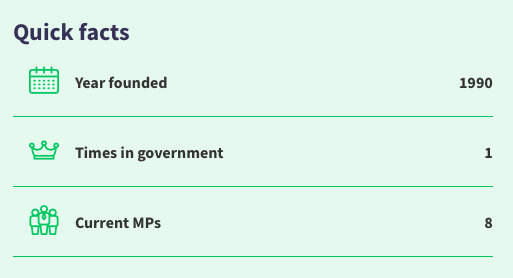 Quick facts
Year founded 1990
Times in government 1
Current MPs 8